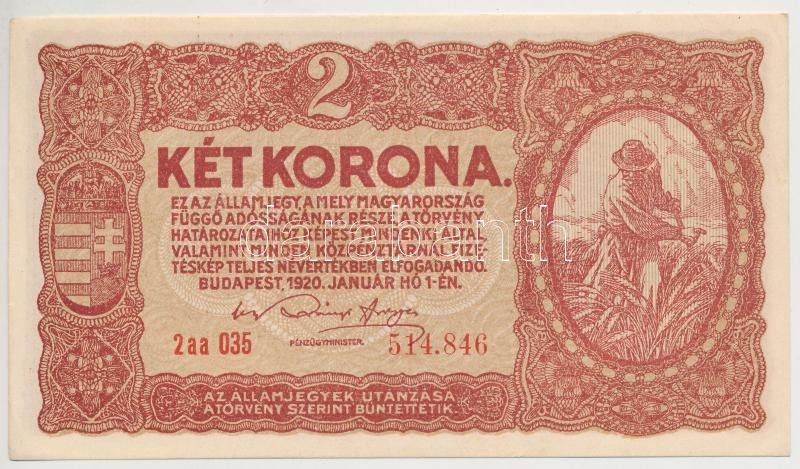 2
KÉT KORONA.
EZ AZ ÁLLAMJEGY, A MELY MAGYARORSZÁG
FÜGGŐ ADÓSSÁGÁNAK RÉSZE, A TÖRVÉNY
HATÁROZATAIHOZ KÉPEST MINDENKI ÁLTAL
VALAMINT MINDEN KÖZPÉNZTÁRNÁL FIZE-
TÉSKÉP TELJES NÉVÉRTÉKBEN ELFOGADANDÓ.
BUDAPEST, 1920. JANUÁR HÓ 1-ÉN.
2aa 035
PÉNZÜGYMINISTER.
514.846
AZ ÁLLAMJEGYEK UTÁNZÁSA
A TÖRVÉNY SZERINT BÜNTETTETIK.
darabanth